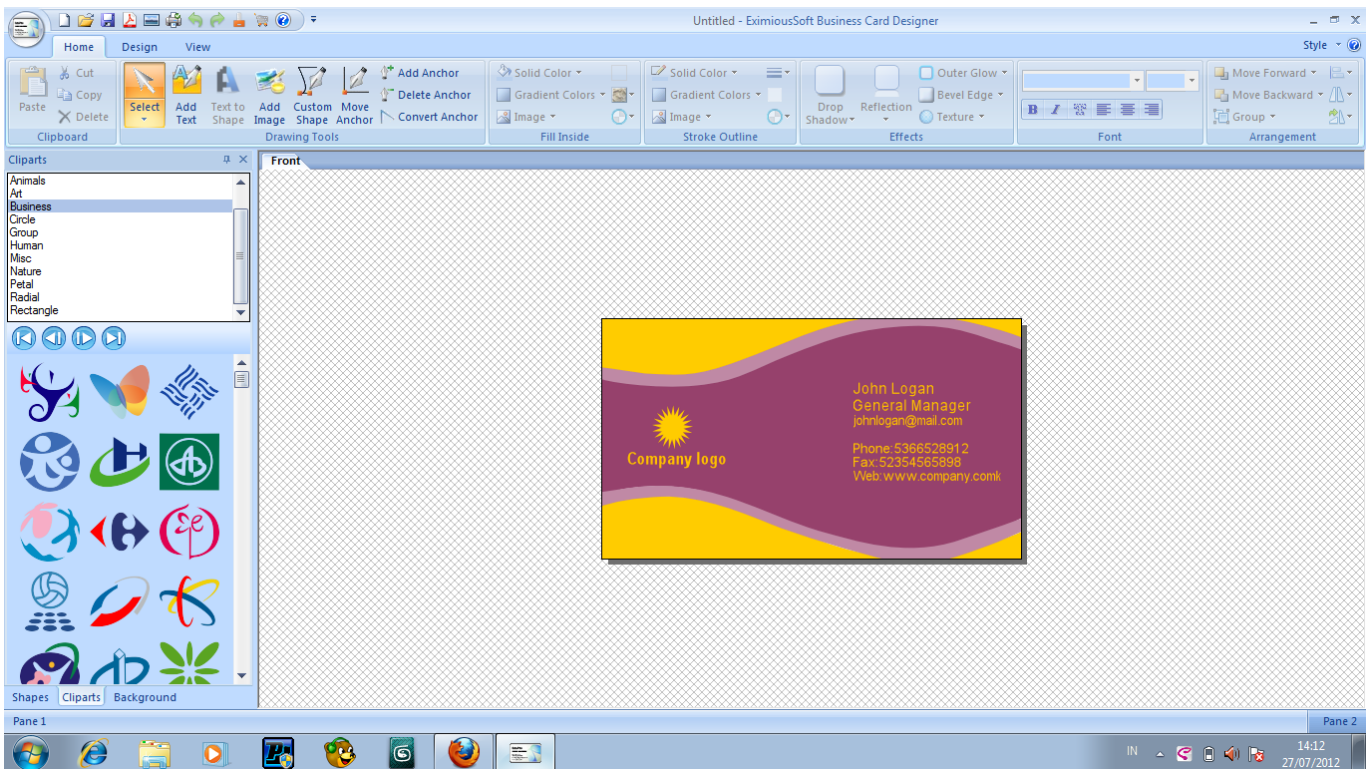 Untitled - EximiousSoft Business Card Designer
Home Design View Style
Paste Cut Copy Delete
Clipboard
Select Add Text Text to Shape Add Image Custom Shape Move Anchor Add Anchor Delete Anchor Convert Anchor
Drawing Tools
Solid Color Gradient Colors Image
Fill Inside
Solid Color Gradient Colors Image
Stroke Outline
Drop Shadow Reflection Outer Glow Bevel Edge Texture
Effects
B I
Font
Move Forward Move Backward Group
Arrangement
Cliparts
Front
Animals
Art
Business
Circle
Group
Human
Misc
Nature
Petal
Radial
Rectangle
John Logan
General Manager
johnlogan@mail.com
Company logo
Phone:5366528912
Fax:52354565898
Web:www.company.comk
Shapes Cliparts Background
Pane 1 Pane 2
IN 14:12
27/07/2012